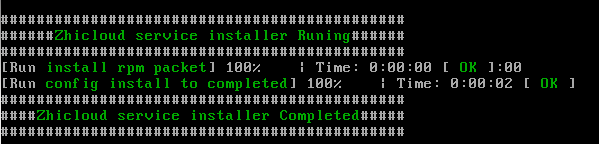 ##############################################
######Zhicloud service installer Runing######
##############################################
[Run install rpm packet] 100%    | Time: 0:00:00 [ OK ]:00
[Run config install to completed] 100%    | Time: 0:00:02 [ OK ]
##############################################
####Zhicloud service installer Completed#####
##############################################